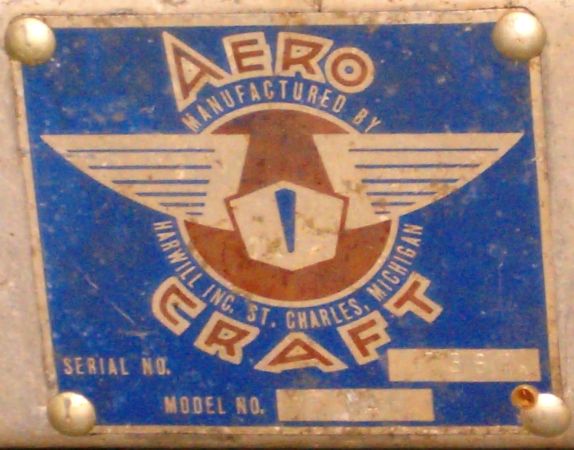 AERO
MANUFACTURED BY
HARWILL INC. ST. CHARLES, MICHIGAN
CRAFT
SERIAL NO.
MODEL NO.